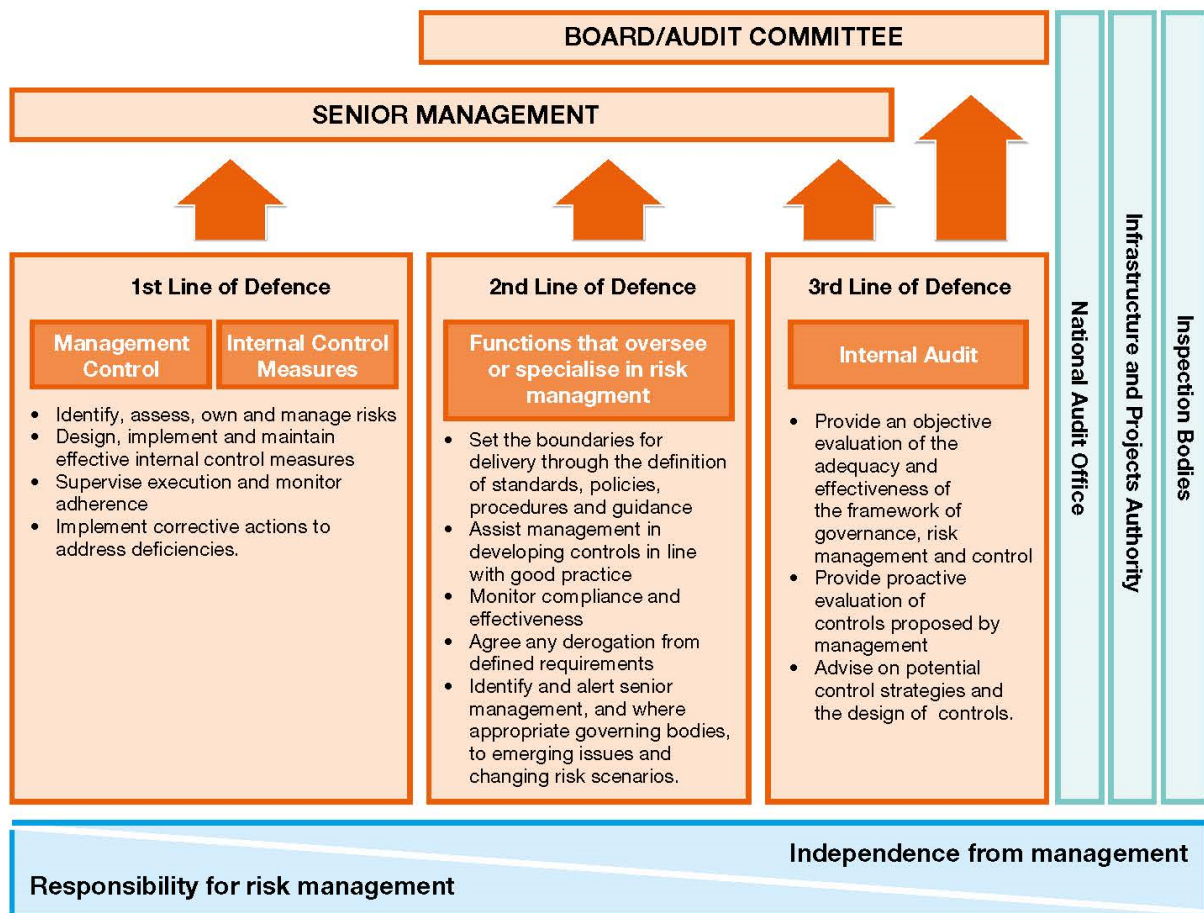 BOARD/AUDIT COMMITTEE
SENIOR MANAGEMENT
1st Line of Defence
Management
Control
Internal Control
Measures
• Identify, assess, own and manage risks
• Design, implement and maintain
effective internal control measures
• Supervise execution and monitor
adherence
• Implement corrective actions to
address deficiencies.
2nd Line of Defence
Functions that oversee
or specialise in risk
managment
• Set the boundaries for
delivery through the definition
of standards, policies,
procedures and guidance
• Assist management in
developing controls in line
with good practice
• Monitor compliance and
effectiveness
• Agree any derogation from
defined requirements
• Identify and alert senior
management, and where
appropriate governing bodies,
to emerging issues and
changing risk scenarios.
3rd Line of Defence
Internal Audit
• Provide an objective
evaluation of the
adequacy and
effectiveness of
the framework of
governance, risk
management and control
• Provide proactive
evaluation of
controls proposed by
management
• Advise on potential
control strategies and
the design of controls.
National Audit Office
Infrastructure and Projects Authority
Inspection Bodies
Independence from management
Responsibility for risk management